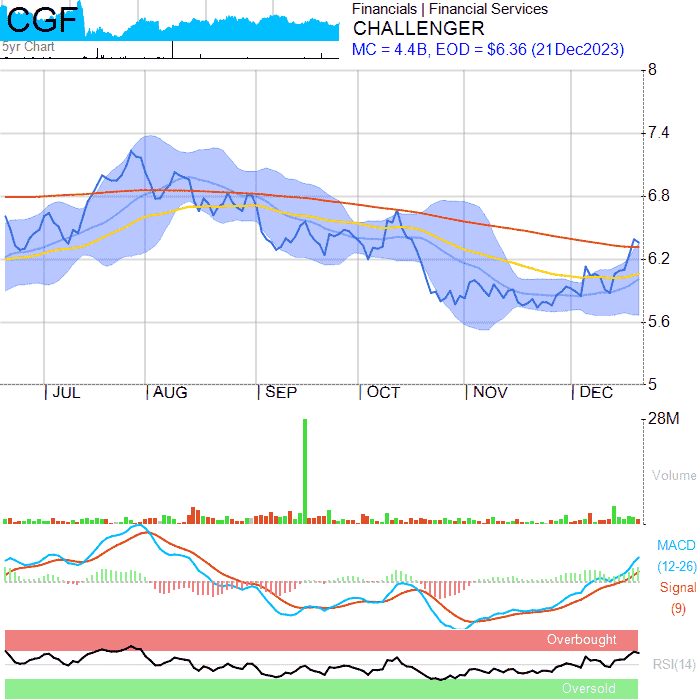 CGF
5yr Chart
Financials | Financial Services
CHALLENGER
MC = 4.4B, EOD = $6.36 (21Dec2023)
8
7.4
6.8
6.2
5.6
5
JUL AUG SEP OCT NOV DEC
28M
Volume
MACD
(12-26)
Signal
(9)
Overbought
RSI(14)
Oversold